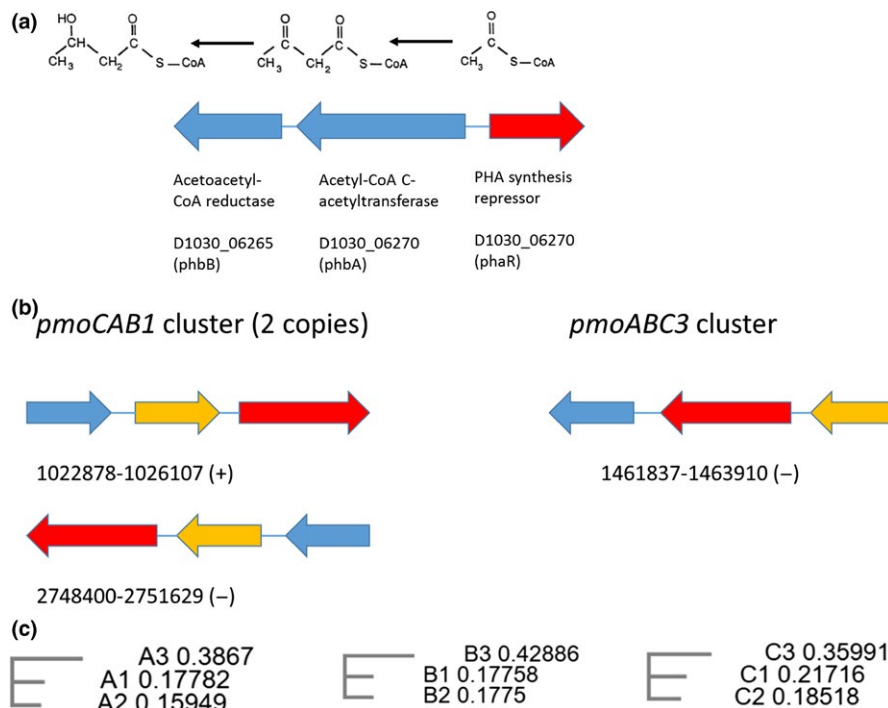 (a)
HO
O
CH
C
CH3
CH2
S—CoA
O
O
C
C
CH3
CH2
S—CoA
O
C
CH3
S—CoA
Acetoacetyl-
CoA reductase
D1030_06265
(phbB)
Acetyl-CoA C-
acetyltransferase
D1030_06270
(phbA)
PHA synthesis
repressor
D1030_06270
(phaR)
(b)
pmoCAB1 cluster (2 copies)
pmoABC3 cluster
1022878-1026107 (+)
1461837-1463910 (−)
2748400-2751629 (−)
(c)
A3 0.3867
A1 0.17782
A2 0.15949
B3 0.42886
B1 0.17758
B2 0.1775
C3 0.35991
C1 0.21716
C2 0.18518